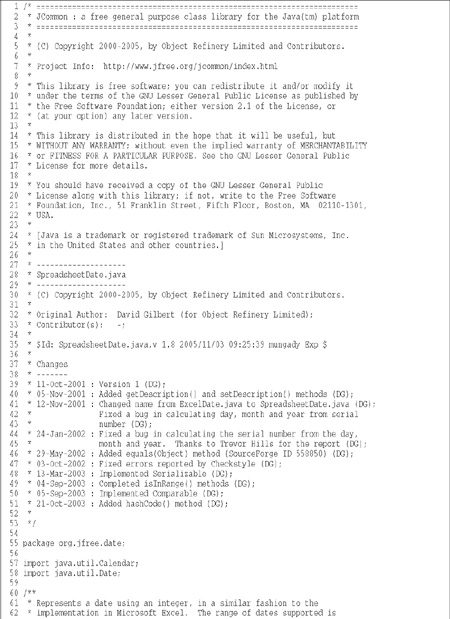 1 /* ===========================================================
2  * JCommon : a free general purpose class library for the Java(tm) platform
3  * ===========================================================
4  *
5  * (C) Copyright 2000-2005, by Object Refinery Limited and Contributors.
6  *
7  * Project Info:  http://www.jfree.org/jcommon/index.html
8  *
9  * This library is free software; you can redistribute it and/or modify it
10  * under the terms of the GNU Lesser General Public License as published by
11  * the Free Software Foundation; either version 2.1 of the License, or
12  * (at your option) any later version.
13  *
14  * This library is distributed in the hope that it will be useful, but
15  * WITHOUT ANY WARRANTY; without even the implied warranty of MERCHANTABILITY
16  * or FITNESS FOR A PARTICULAR PURPOSE. See the GNU Lesser General Public
17  * License for more details.
18  *
19  * You should have received a copy of the GNU Lesser General Public
20  * License along with this library; if not, write to the Free Software
21  * Foundation, Inc., 51 Franklin Street, Fifth Floor, Boston, MA  02110-1301,
22  * USA.
23  *
24  * [Java is a trademark or registered trademark of Sun Microsystems, Inc.
25  * in the United States and other countries.]
26  *
27  * --------------------
28  * SpreadsheetDate.java
29  * --------------------
30  * (C) Copyright 2000-2005, by Object Refinery Limited and Contributors.
31  *
32  * Original Author:  David Gilbert (for Object Refinery Limited);
33  * Contributor(s):   -;
34  *
35  * $Id: SpreadsheetDate.java,v 1.8 2005/11/03 09:25:39 mungady Exp $
36  *
37  * Changes
38  * -------
39  * 11-Oct-2001 : Version 1 (DG);
40  * 05-Nov-2001 : Added getDescription() and setDescription() methods (DG);
41  * 12-Nov-2001 : Changed name from ExcelDate.java to SpreadsheetDate.java (DG);
42  *               Fixed a bug in calculating day, month and year from serial
43  *               number (DG);
44  * 24-Jan-2002 : Fixed a bug in calculating the serial number from the day,
45  *               month and year.  Thanks to Trevor Hills for the report (DG);
46  * 29-May-2002 : Added equals(Object) method (SourceForge ID 558850) (DG);
47  * 03-Oct-2002 : Fixed errors reported by Checkstyle (DG);
48  * 13-Mar-2003 : Implemented Serializable (DG);
49  * 04-Sep-2003 : Completed isInRange() methods (DG);
50  * 05-Sep-2003 : Implemented Comparable (DG);
51  * 21-Oct-2003 : Added hashCode() method (DG);
52  *
53  */
54
55 package org.jfree.date;
56
57 import java.util.Calendar;
58 import java.util.Date;
59
60 /**
61  * Represents a date using an integer, in a similar fashion to the
62  * implementation in Microsoft Excel.  The range of dates supported is